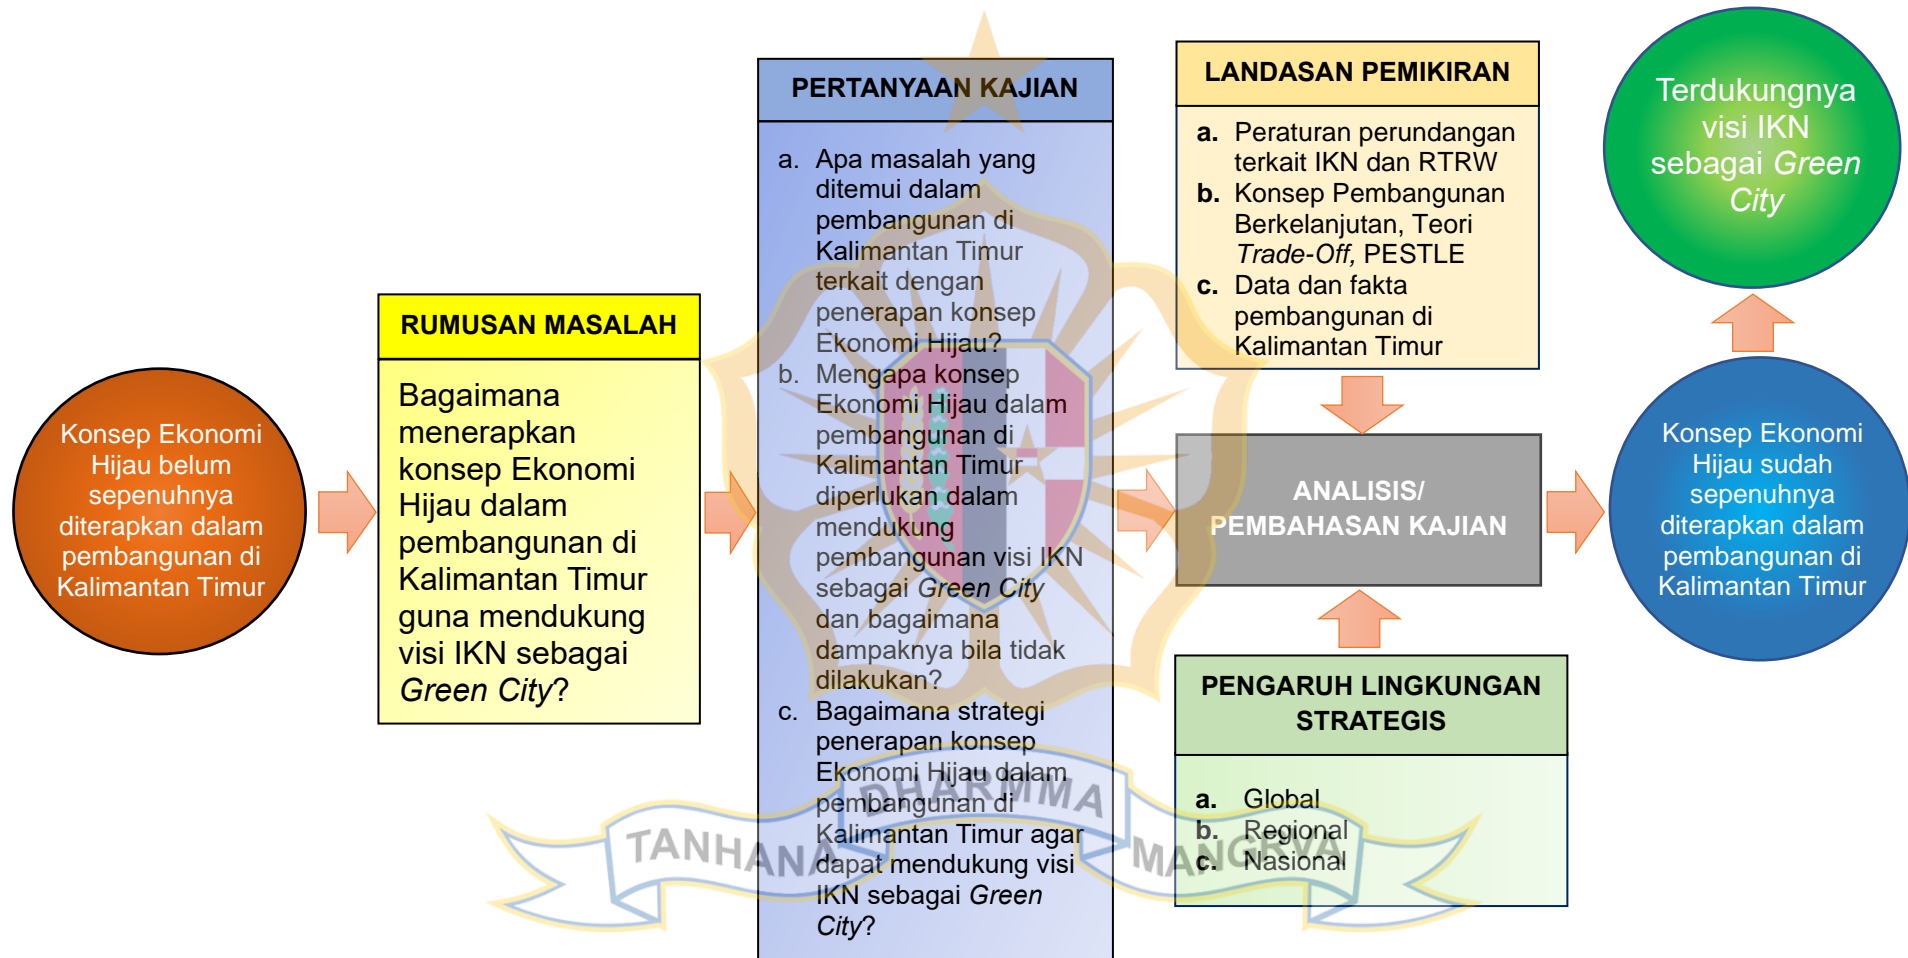 Konsep Ekonomi
Hijau belum
sepenuhnya
diterapkan dalam
pembangunan di
Kalimantan Timur
RUMUSAN MASALAH
Bagaimana
menerapkan
konsep Ekonomi
Hijau dalam
pembangunan di
Kalimantan Timur
guna mendukung
visi IKN sebagai
Green City?
PERTANYAAN KAJIAN
a. Apa masalah yang
ditemui dalam
pembangunan di
Kalimantan Timur
terkait dengan
penerapan konsep
Ekonomi Hijau?
b. Mengapa konsep
Ekonomi Hijau dalam
pembangunan di
Kalimantan Timur
diperlukan dalam
mendukung
pembangunan visi IKN
sebagai Green City
dan bagaimana
dampaknya bila tidak
dilakukan?
c. Bagaimana strategi
penerapan konsep
Ekonomi Hijau dalam
pembangunan di
Kalimantan Timur agar
dapat mendukung visi
IKN sebagai Green
City?
LANDASAN PEMIKIRAN
a. Peraturan perundangan
terkait IKN dan RTRW
b. Konsep Pembangunan
Berkelanjutan, Teori
Trade-Off, PESTLE
c. Data dan fakta
pembangunan di
Kalimantan Timur
ANALISIS/
PEMBAHASAN KAJIAN
PENGARUH LINGKUNGAN
STRATEGIS
a. Global
b. Regional
c. Nasional
Konsep Ekonomi
Hijau sudah
sepenuhnya
diterapkan dalam
pembangunan di
Kalimantan Timur
Terdukungnya
visi IKN
sebagai Green
City
TANHANA DHARMMA MANGRVA